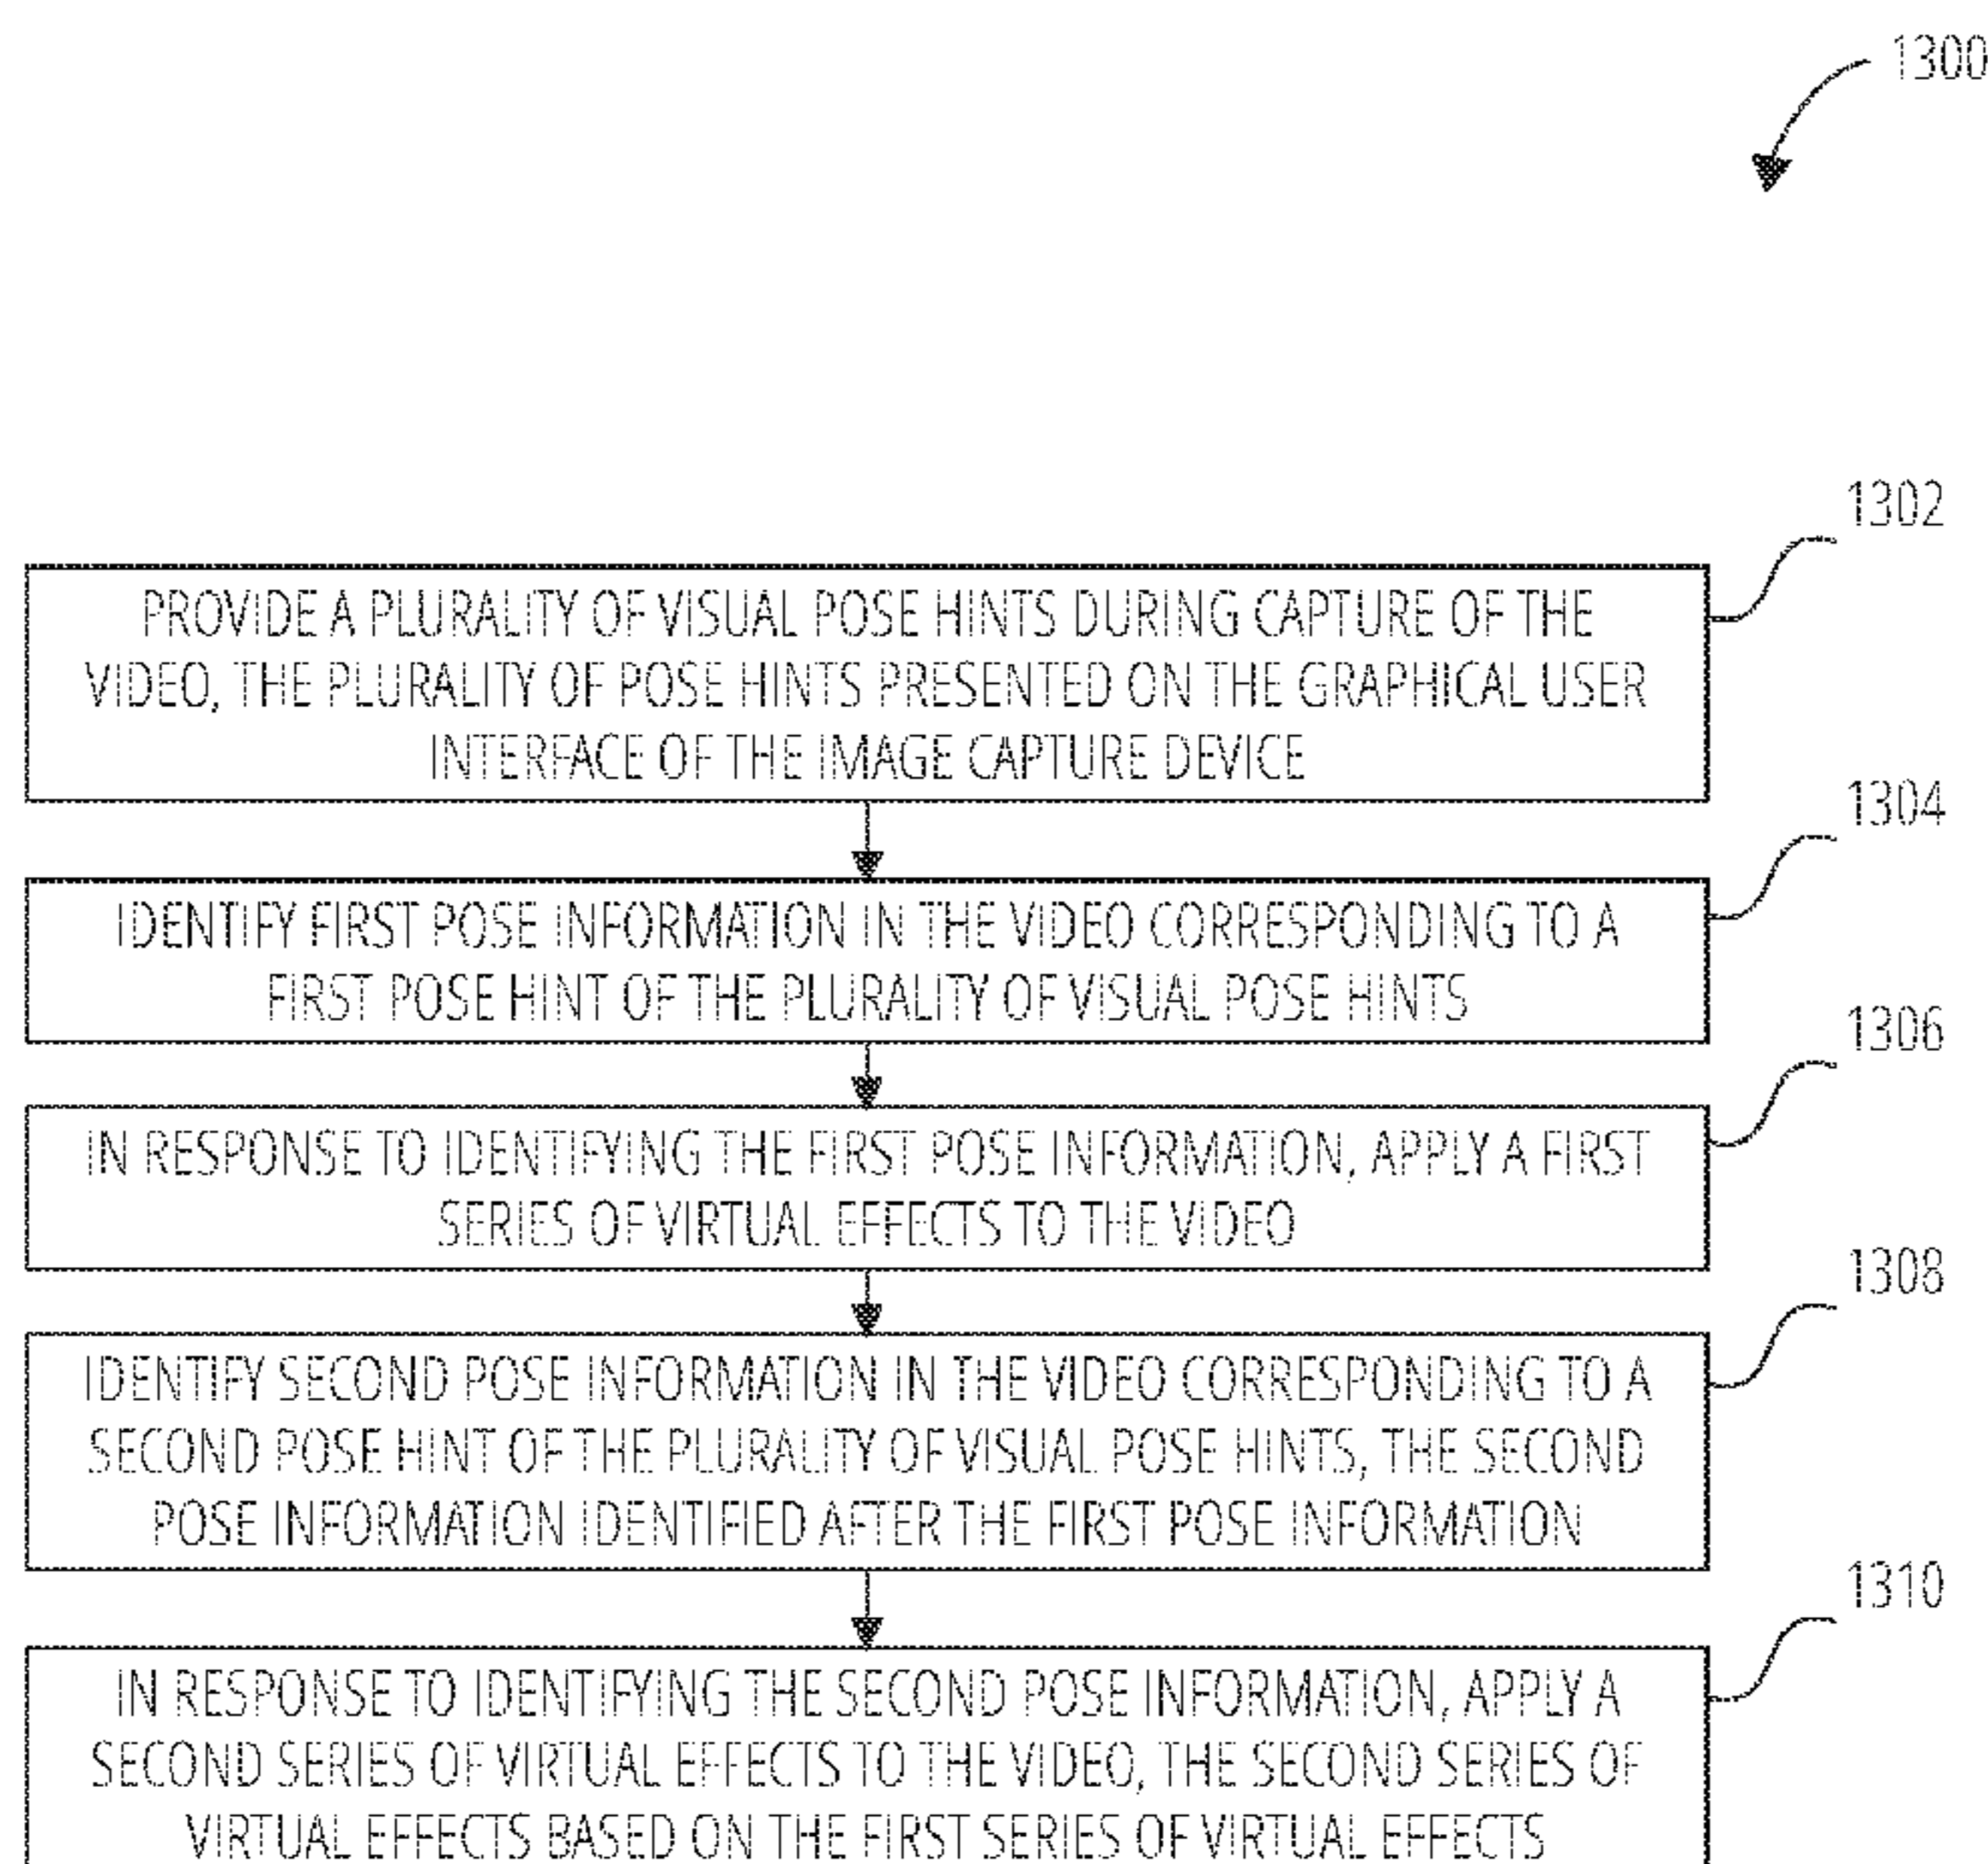 1300
1302
PROVIDE A PLURALITY OF VISUAL POSE HINTS DURING CAPTURE OF THE
VIDEO, THE PLURALITY OF POSE HINTS PRESENTED ON THE GRAPHICAL USER
INTERFACE OF THE IMAGE CAPTURE DEVICE
1304
IDENTIFY FIRST POSE INFORMATION IN THE VIDEO CORRESPONDING TO A
FIRST POSE HINT OF THE PLURALITY OF VISUAL POSE HINTS
1306
IN RESPONSE TO IDENTIFYING THE FIRST POSE INFORMATION, APPLY A FIRST
SERIES OF VIRTUAL EFFECTS TO THE VIDEO
1308
IDENTIFY SECOND POSE INFORMATION IN THE VIDEO CORRESPONDING TO A
SECOND POSE HINT OF THE PLURALITY OF VISUAL POSE HINTS, THE SECOND
POSE INFORMATION IDENTIFIED AFTER THE FIRST POSE INFORMATION
1310
IN RESPONSE TO IDENTIFYING THE SECOND POSE INFORMATION, APPLY A
SECOND SERIES OF VIRTUAL EFFECTS TO THE VIDEO, THE SECOND SERIES OF
VIRTUAL EFFECTS BASED ON THE FIRST SERIES OF VIRTUAL EFFECTS